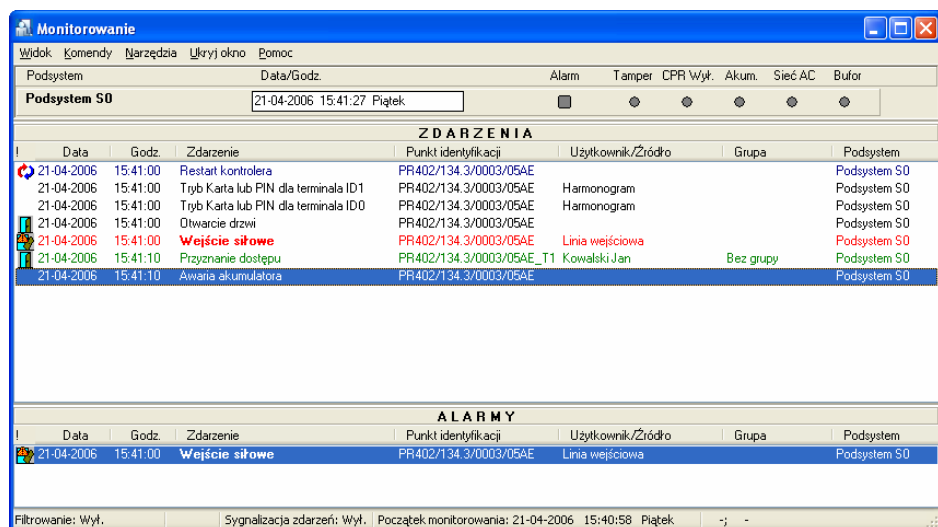 Monitorowanie
Widok Komendy Narzędzia Ukryj okno Pomoc
Podsystem Data/Godz. Alarm Tamper CPR Wył. Akum. Sieć AC Bufor
Podsystem S0 21-04-2006 15:41:27 Piątek
ZDARZENIA
! Data Godz. Zdarzenie Punkt identyfikacji Użytkownik/Źródło Grupa Podsystem
21-04-2006 15:41:00 Restart kontrolera PR402/134.3/0003/05AE Podsystem S0
21-04-2006 15:41:00 Tryb Karta lub PIN dla terminala ID1 PR402/134.3/0003/05AE Harmonogram Podsystem S0
21-04-2006 15:41:00 Tryb Karta lub PIN dla terminala ID0 PR402/134.3/0003/05AE Harmonogram Podsystem S0
21-04-2006 15:41:00 Otwarcie drzwi PR402/134.3/0003/05AE Podsystem S0
21-04-2006 15:41:00 Wejście siłowe PR402/134.3/0003/05AE Linia wejściowa Podsystem S0
21-04-2006 15:41:10 Przyznanie dostępu PR402/134.3/0003/05AE_T1 Kowalski Jan Bez grupy Podsystem S0
21-04-2006 15:41:10 Awaria akumulatora PR402/134.3/0003/05AE Podsystem S0
ALARMY
! Data Godz. Zdarzenie Punkt identyfikacji Użytkownik/Źródło Grupa Podsystem
21-04-2006 15:41:00 Wejście siłowe PR402/134.3/0003/05AE Linia wejściowa Podsystem S0
Filtrowanie: Wył. Sygnalizacja zdarzeń: Wył. Początek monitorowania: 21-04-2006 15:40:58 Piątek -; -